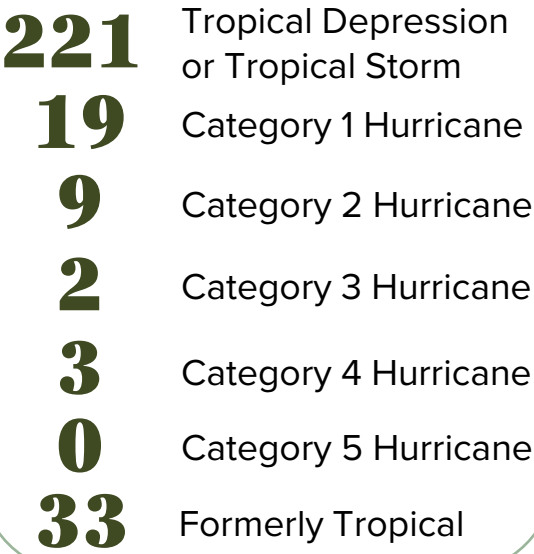 221 Tropical Depression
or Tropical Storm
19 Category 1 Hurricane
9 Category 2 Hurricane
2 Category 3 Hurricane
3 Category 4 Hurricane
0 Category 5 Hurricane
33 Formerly Tropical